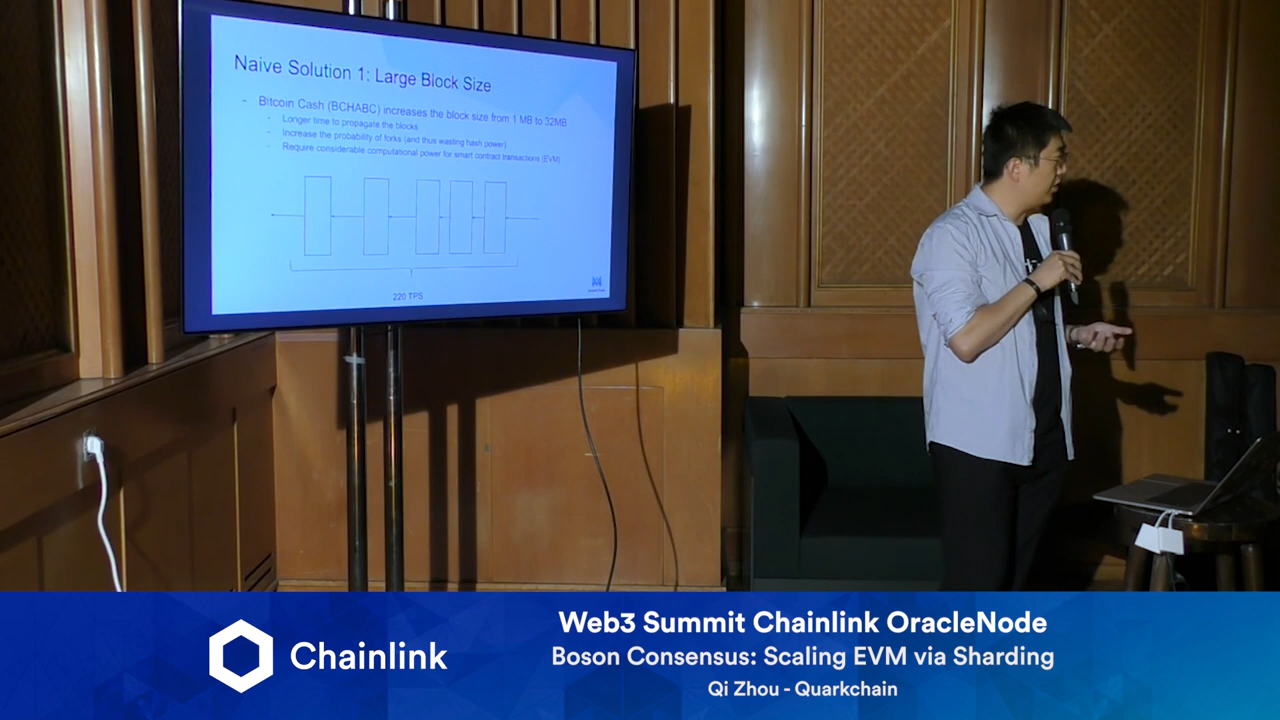 Naive Solution 1: Large Block Size
- Bitcoin Cash (BCHABC) increases the block size from 1 MB to 32MB
- Longer time to propagate the blocks
- Increase the probability of forks (and thus wasting hash power)
- Require considerable computational power for smart contract transactions (EVM)
220 TPS
Chainlink
Web3 Summit Chainlink OracleNode
Boson Consensus: Scaling EVM via Sharding
Qi Zhou - Quarkchain